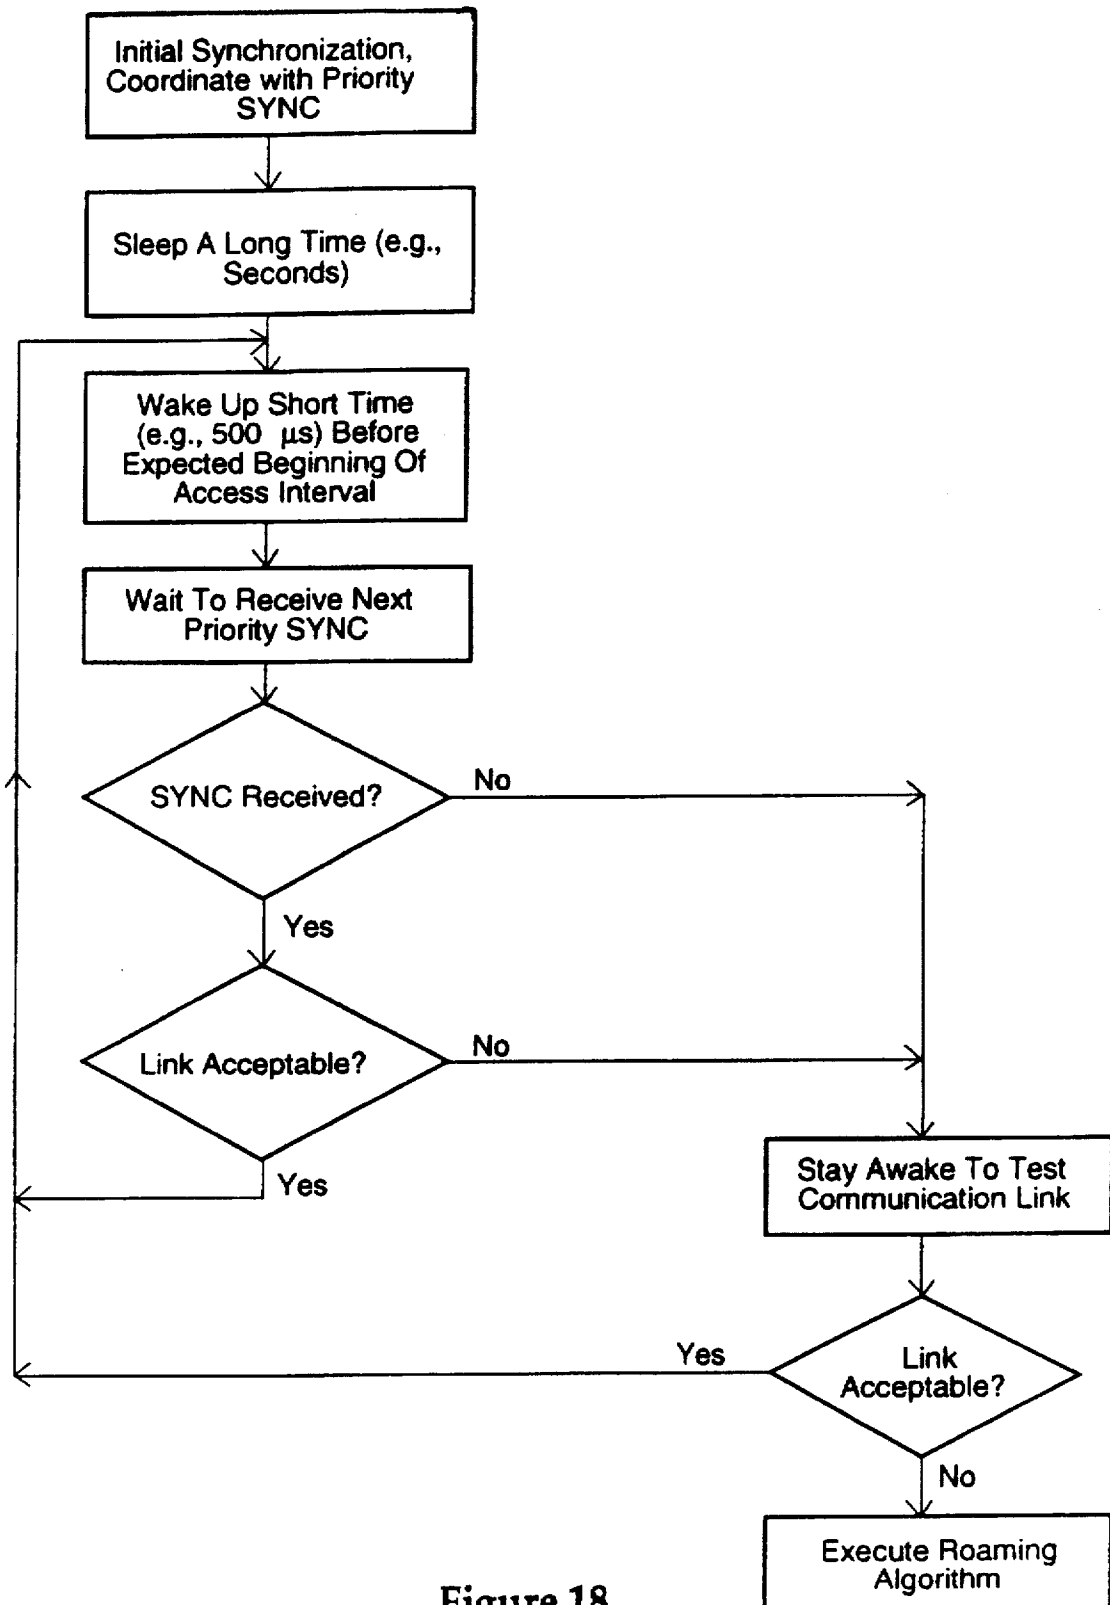 Initial Synchronization,
Coordinate with Priority
SYNC
Sleep A Long Time (e.g.,
Seconds)
Wake Up Short Time
(e.g., 500 μs) Before
Expected Beginning Of
Access Interval
Wait To Receive Next
Priority SYNC
SYNC Received?
No
Yes
Link Acceptable?
No
Yes
Stay Awake To Test
Communication Link
Link
Acceptable?
Yes
No
Execute Roaming
Algorithm
Figure 18